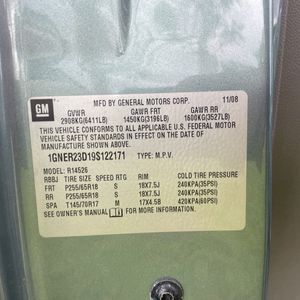 GM
MFD BY GENERAL MOTORS CORP. 11/08
GVWR GAWR FRT GAWR RR
2908KG(6411LB) 1450KG(3196LB) 1600KG(3527LB)
THIS VEHICLE CONFORMS TO ALL APPLICABLE U.S. FEDERAL MOTOR
VEHICLE SAFETY STANDARDS IN EFFECT ON THE DATE OF
MANUFACTURE SHOWN ABOVE.
1GNER23D19S122171 TYPE: M.P.V.
MODEL: R14526
RBBJ TIRE SIZE SPEED RTG RIM COLD TIRE PRESSURE
FRT P255/65R18 S 18X7.5J 240KPA(35PSI)
RR P255/65R18 S 18X7.5J 240KPA(35PSI)
SPA T145/70R17 M 17X4.5B 420KPA(60PSI)
SEE OWNER'S MANUAL FOR MORE INFORMATION.